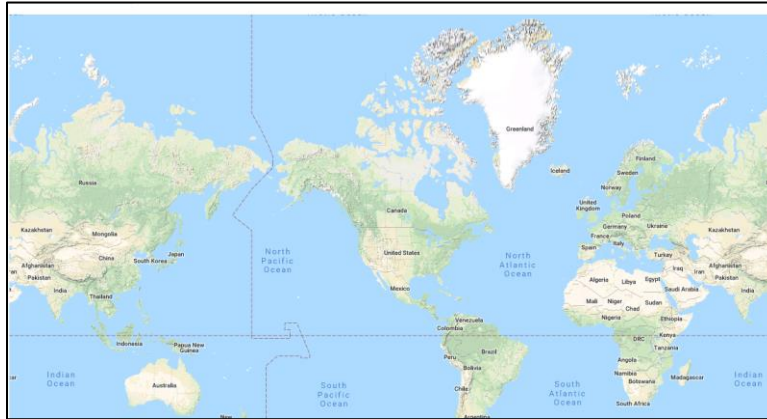 Greenland
Iceland
Finland
Sweden
Norway
Russia
Canada
United
Kingdom
Poland
Germany
Ukraine
France
Italy
Spain
Kazakhstan
Mongolia
North
Pacific
Ocean
United States
North
Atlantic
Ocean
Turkey
Kazakhstan
China
South Korea
Japan
Afghanistan
Pakistan
Iraq
Iran
Afghanistan
Pakistan
India
Thailand
Mexico
Algeria
Libya
Egypt
Saudi Arabia
India
Mali
Niger
Chad
Sudan
Nigeria
Ethiopia
Venezuela
Colombia
Indonesia
Papua New
Guinea
DRC
Kenya
Tanzania
Peru
Brazil
Bolivia
Angola
Namibia
Botswana
Madagascar
Indian
Ocean
Australia
South
Pacific
Ocean
Chile
South
Atlantic
Ocean
South Africa
Indian
Ocean
New
Argentina